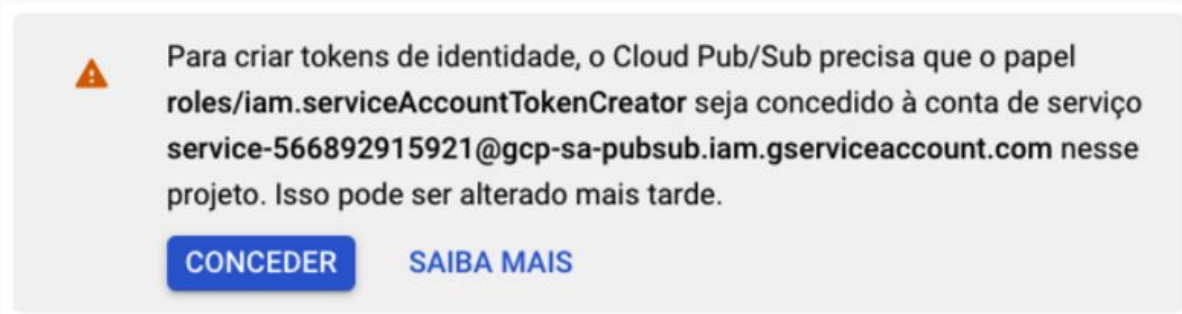 Para criar tokens de identidade, o Cloud Pub/Sub precisa que o papel
roles/iam.serviceAccountTokenCreator seja concedido à conta de serviço
service-566892915921@gcp-sa-pubsub.iam.gserviceaccount.com nesse
projeto. Isso pode ser alterado mais tarde.
CONCEDER SAIBA MAIS